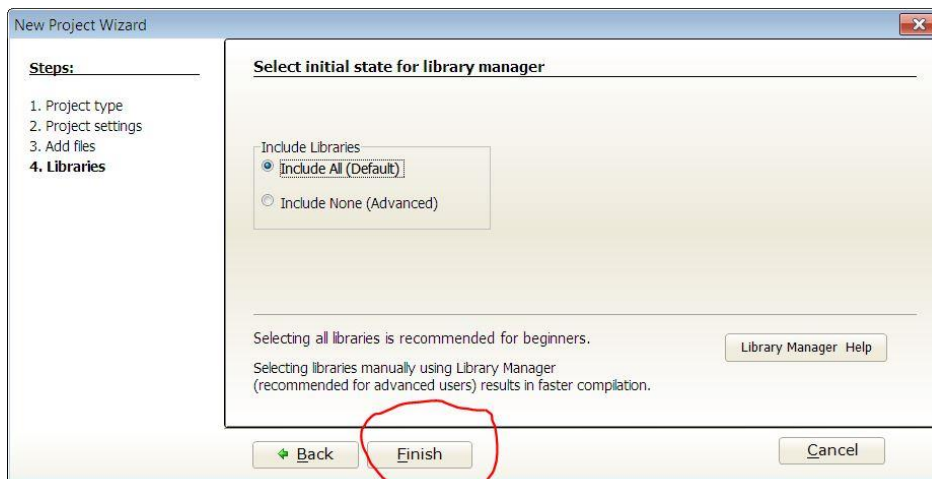 New Project Wizard
Steps:
1. Project type
2. Project settings
3. Add files
4. Libraries
Select initial state for library manager
Include Libraries
Include All (Default)
Include None (Advanced)
Selecting all libraries is recommended for beginners.
Selecting libraries manually using Library Manager
(recommended for advanced users) results in faster compilation.
Library Manager Help
Back
Finish
Cancel